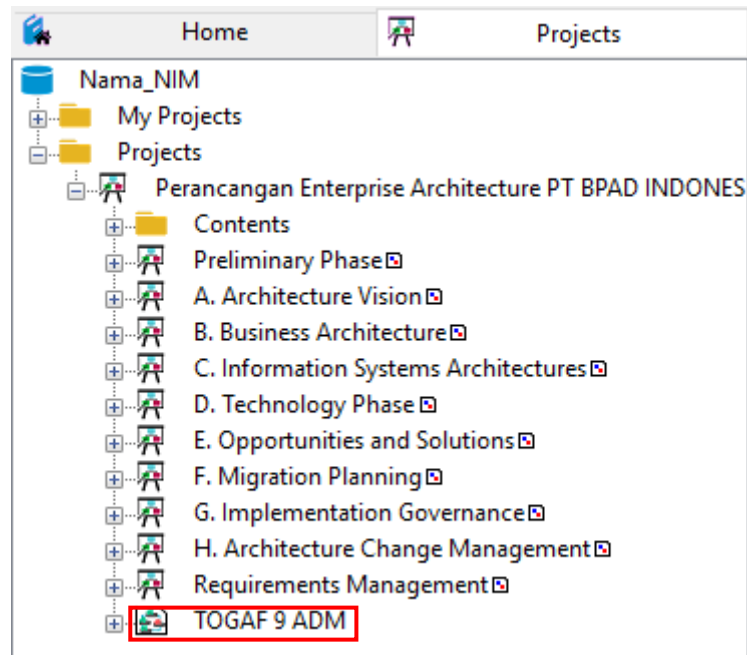 Home Projects
Nama_NIM
My Projects
Projects
Perancangan Enterprise Architecture PT BPAD INDONES
Contents
Preliminary Phase
A. Architecture Vision
B. Business Architecture
C. Information Systems Architectures
D. Technology Phase
E. Opportunities and Solutions
F. Migration Planning
G. Implementation Governance
H. Architecture Change Management
Requirements Management
TOGAF 9 ADM